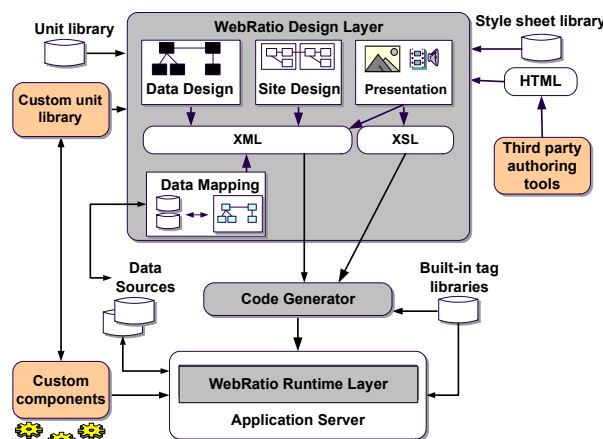 Unit library
WebRatio Design Layer
Style sheet library
Data Design
Site Design
Presentation
HTML
Custom unit
library
XML
XSL
Third party
authoring
tools
Data Mapping
Data
Sources
Built-in tag
libraries
Code Generator
Custom
components
WebRatio Runtime Layer
Application Server